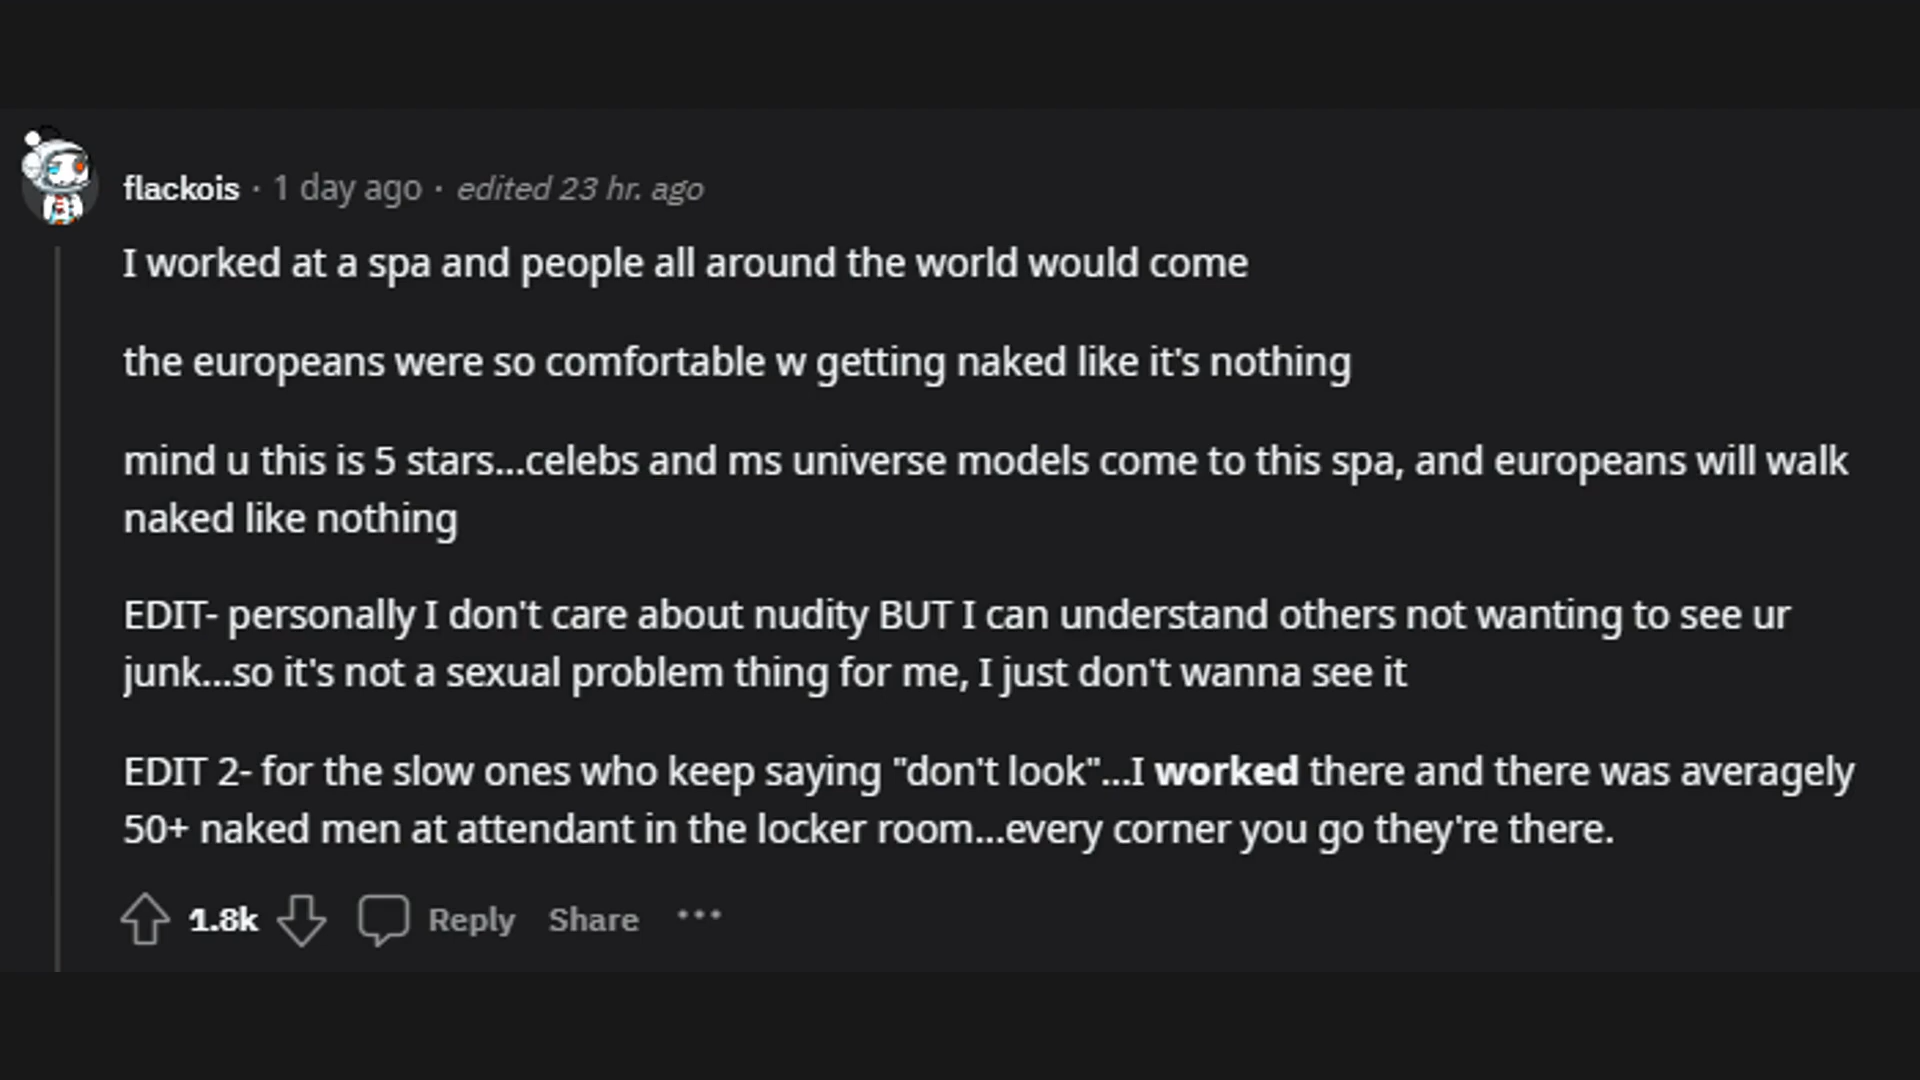 flackois · 1 day ago · edited 23 hr. ago
I worked at a spa and people all around the world would come
the europeans were so comfortable w getting naked like it's nothing
mind u this is 5 stars...celebs and ms universe models come to this spa, and europeans will walk
naked like nothing
EDIT- personally I don't care about nudity BUT I can understand others not wanting to see ur
junk...so it's not a sexual problem thing for me, I just don't wanna see it
EDIT 2- for the slow ones who keep saying "don't look"...I worked there and there was averagely
50+ naked men at attendant in the locker room...every corner you go they're there.
1.8k Reply Share ···